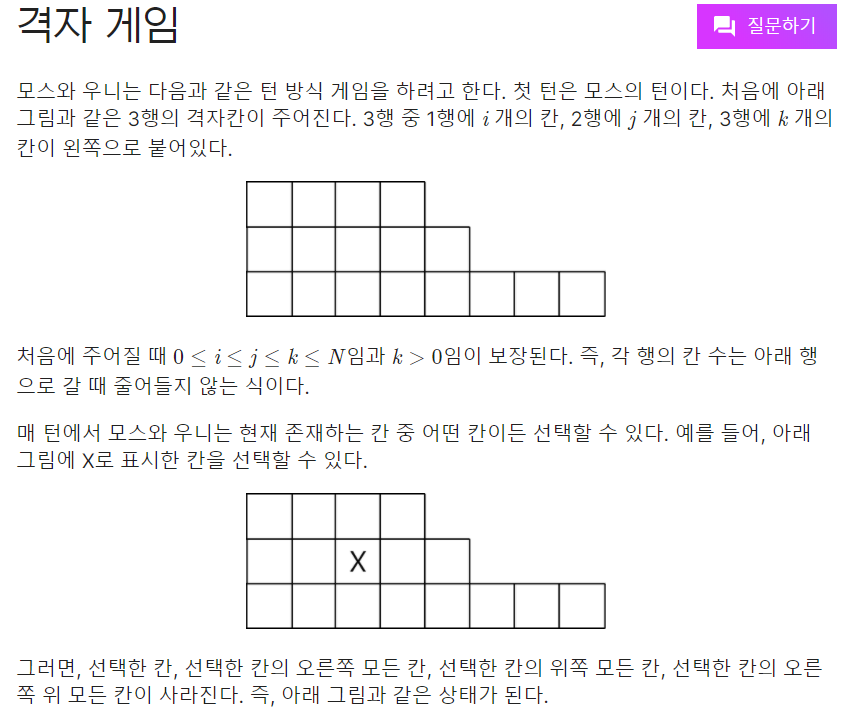 격자 게임
질문하기
모스와 우니는 다음과 같은 턴 방식 게임을 하려고 한다. 첫 턴은 모스의 턴이다. 처음에 아래
그림과 같은 3행의 격자칸이 주어진다. 3행 중 1행에 i 개의 칸, 2행에 j 개의 칸, 3행에 k 개의
칸이 왼쪽으로 붙어있다.
처음에 주어질 때 0 ≤ i ≤ j ≤ k ≤ N임과 k > 0임이 보장된다. 즉, 각 행의 칸 수는 아래 행
으로 갈 때 줄어들지 않는 식이다.
매 턴에서 모스와 우니는 현재 존재하는 칸 중 어떤 칸이든 선택할 수 있다. 예를 들어, 아래
그림에 X로 표시한 칸을 선택할 수 있다.
X
그러면, 선택한 칸, 선택한 칸의 오른쪽 모든 칸, 선택한 칸의 위쪽 모든 칸, 선택한 칸의 오른
쪽 위 모든 칸이 사라진다. 즉, 아래 그림과 같은 상태가 된다.